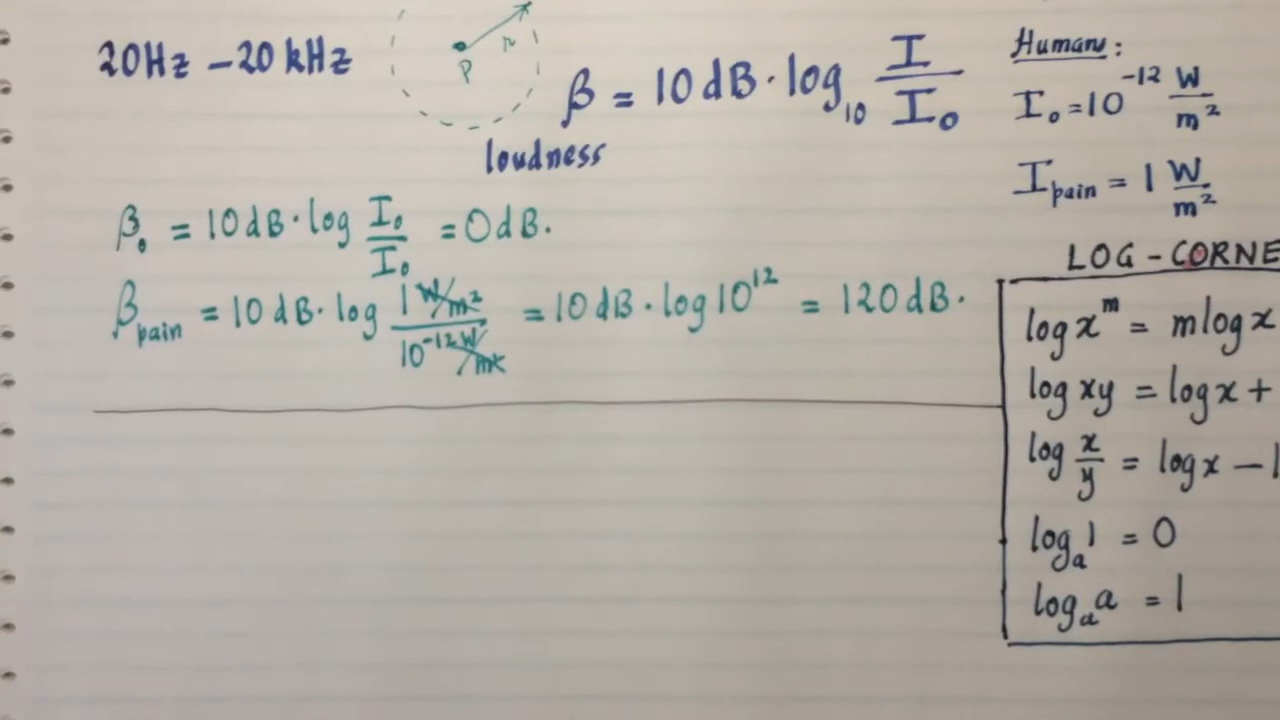 20Hz – 20 kHz
P r
β = 10 dB · log₁₀ I/I₀
loudness
Humans:
I₀ = 10⁻¹² W/m²
I pain = 1 W/m²
β₀ = 10 dB · log I₀/I₀ = 0 dB.
β pain = 10 dB · log 1 W/m² / 10⁻¹² W/m² = 10 dB · log 10¹² = 120 dB.
LOG - CORNE
log xᵐ = m log x
log xy = log x +
log x/y = log x –
logₐ 1 = 0
logₐ a = 1